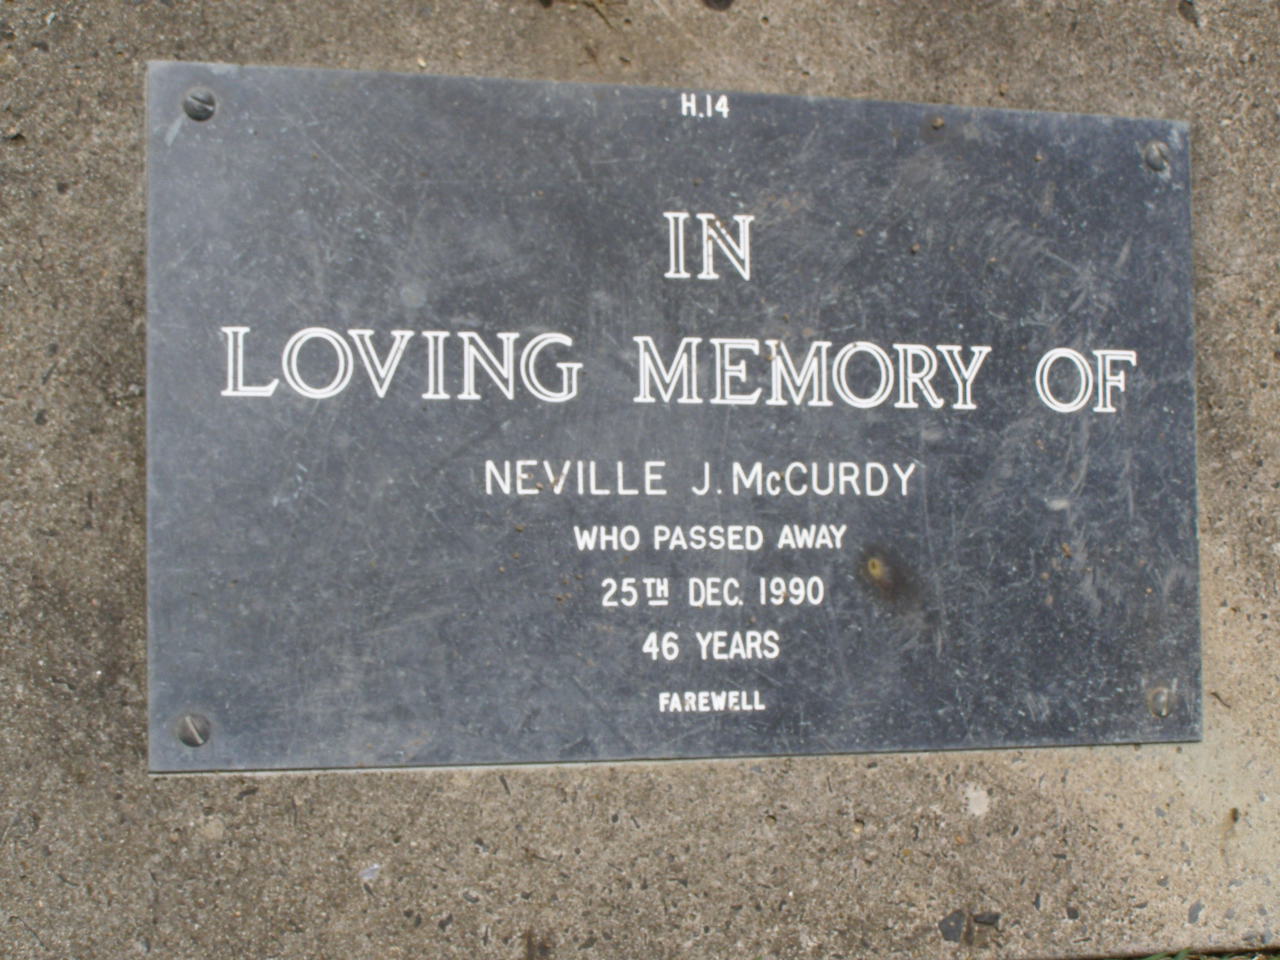 H.14
IN
LOVING MEMORY OF
NEVILLE J. McCURDY
WHO PASSED AWAY
25TH DEC. 1990
46 YEARS
FAREWELL